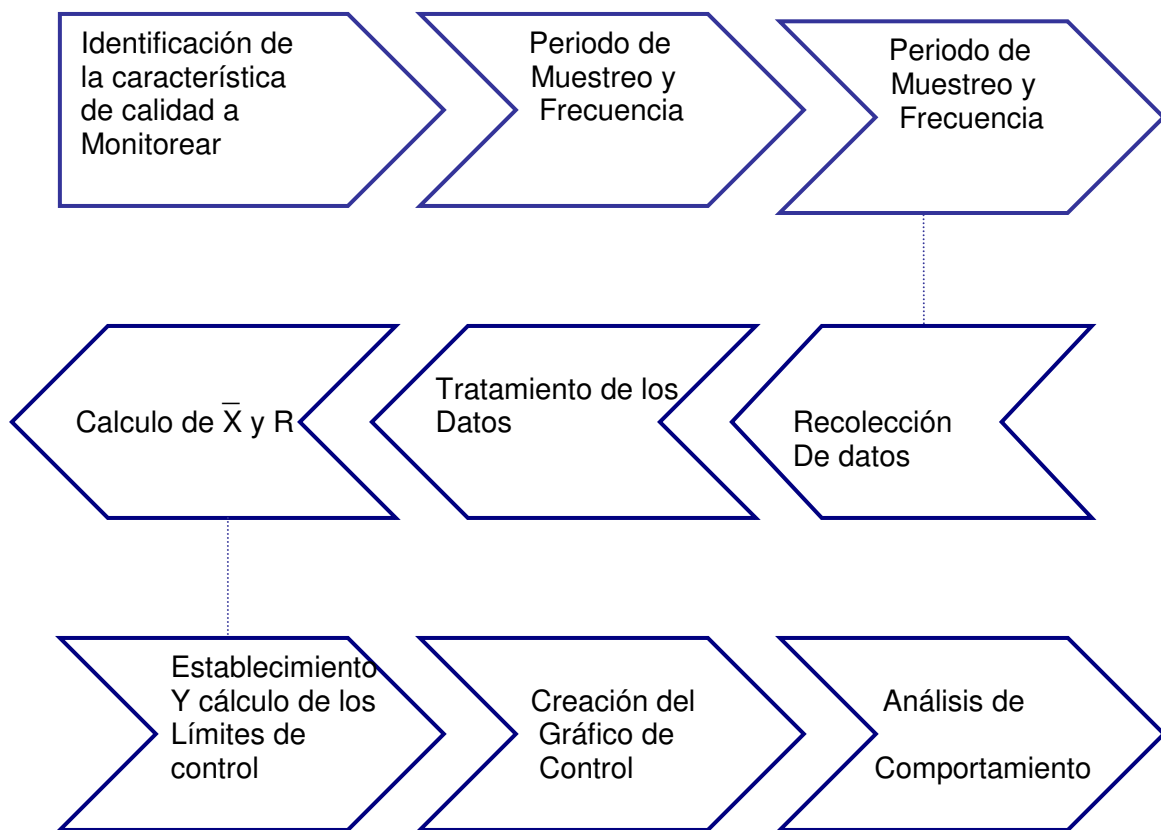 Identificación de
la característica
de calidad a
Monitorear
Periodo de
Muestreo y
Frecuencia
Periodo de
Muestreo y
Frecuencia
Recolección
De datos
Tratamiento de los
Datos
Calculo de X̅ y R
Establecimiento
Y cálculo de los
Límites de
control
Creación del
Gráfico de
Control
Análisis de
Comportamiento